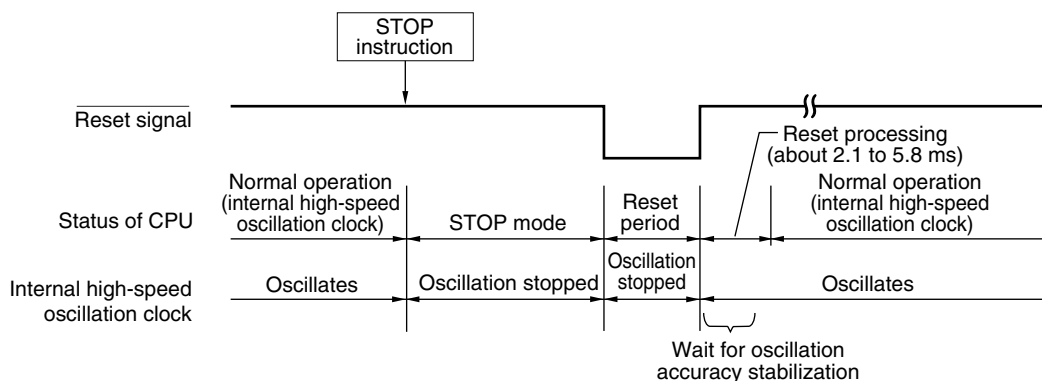 STOP
instruction
Reset signal
Reset processing
(about 2.1 to 5.8 ms)
Status of CPU
Normal operation
(internal high-speed
oscillation clock)
STOP mode
Reset
period
Normal operation
(internal high-speed
oscillation clock)
Internal high-speed
oscillation clock
Oscillates
Oscillation stopped
Oscillation
stopped
Oscillates
Wait for oscillation
accuracy stabilization